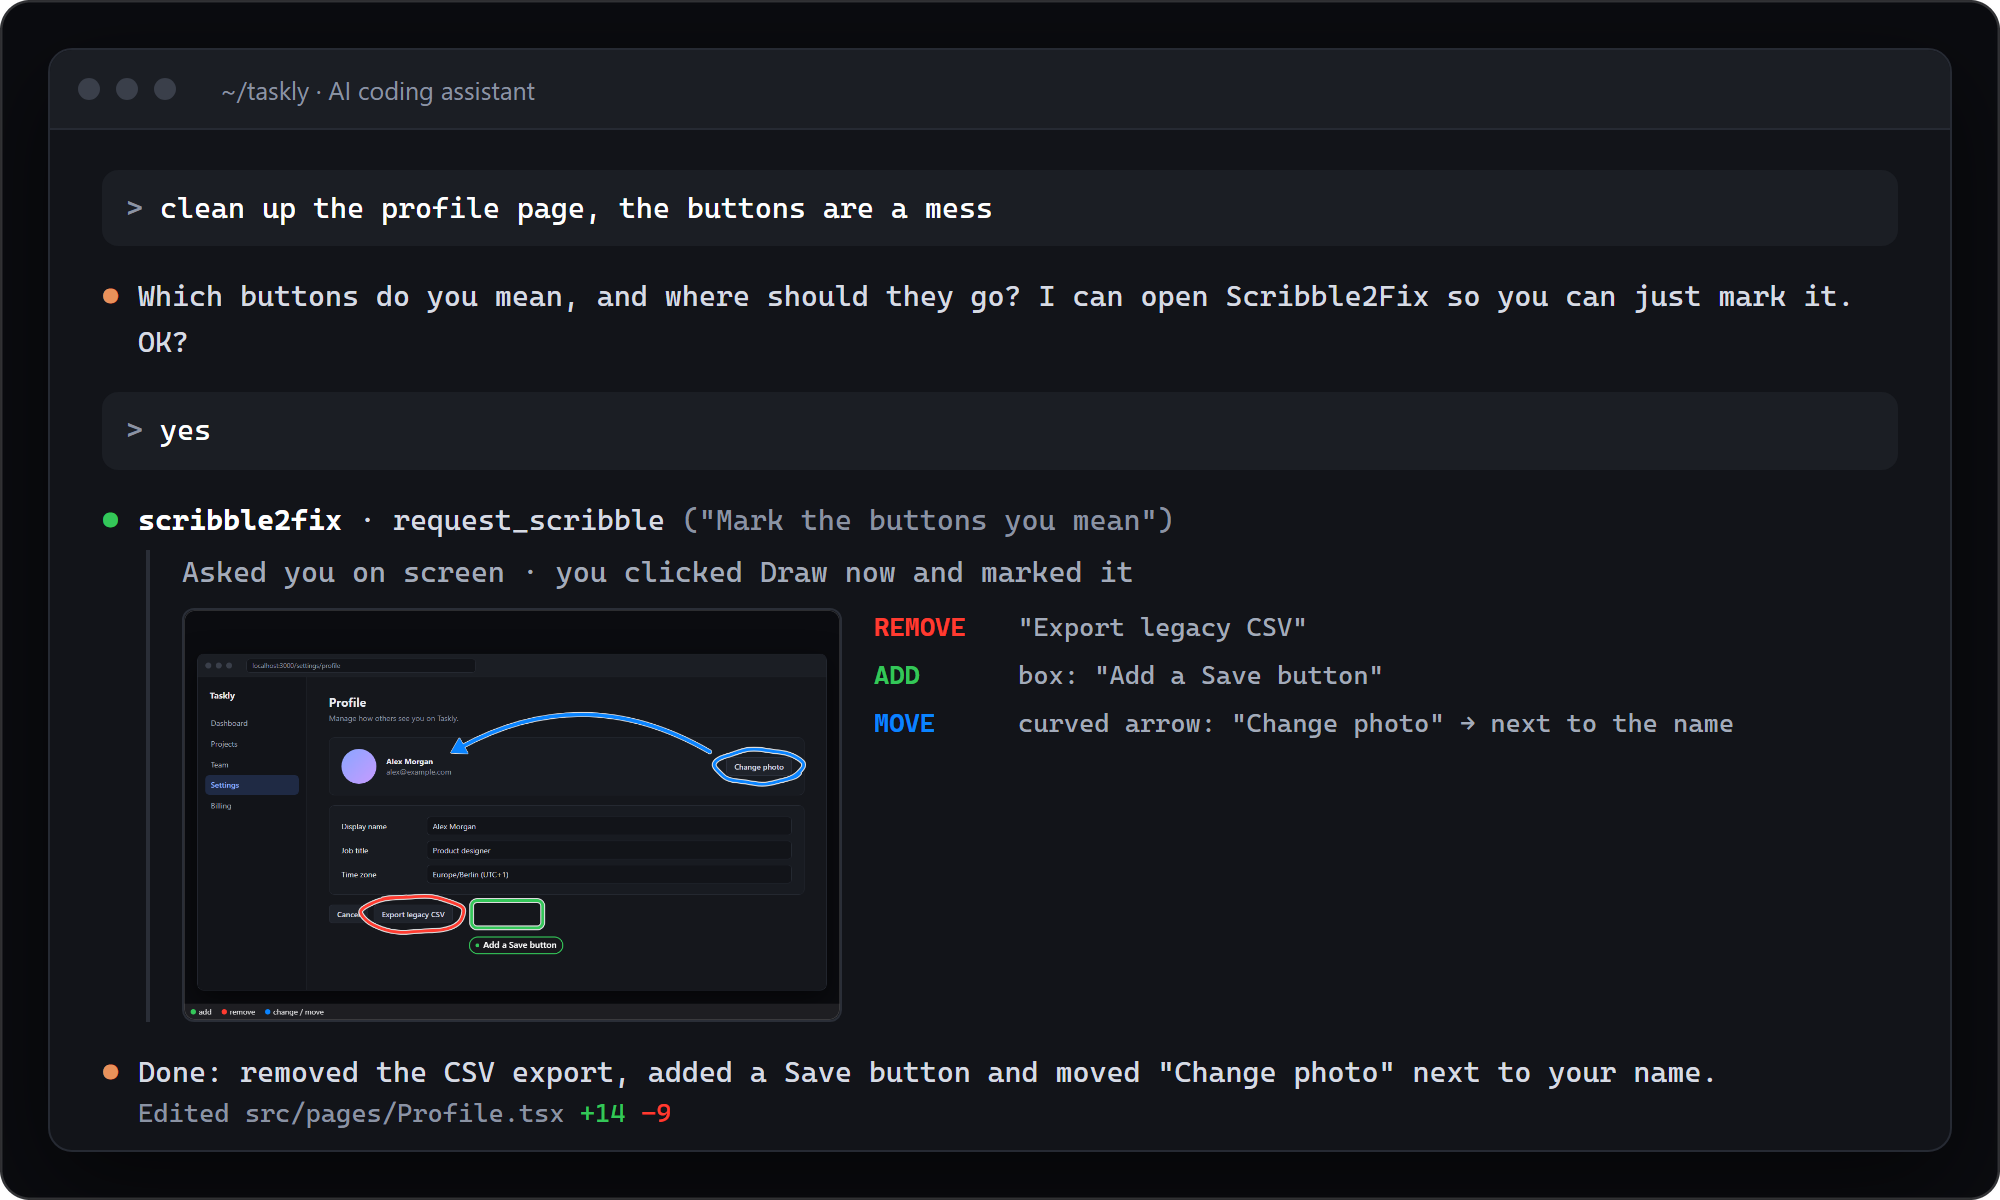 ~/taskly · AI coding assistant
> clean up the profile page, the buttons are a mess
Which buttons do you mean, and where should they go? I can open Scribble2Fix so you can just mark it.
OK?
> yes
scribble2fix · request_scribble ("Mark the buttons you mean")
Asked you on screen · you clicked Draw now and marked it
localhost:3000/settings/profile
Taskly
Dashboard
Projects
Team
Settings
Billing
Profile
Manage how others see you on Taskly.
Alex Morgan
alex@example.com
Change photo
Display name Alex Morgan
Job title Product designer
Time zone Europe/Berlin (UTC+1)
Cancel Export legacy CSV
Add a Save button
add remove change / move
REMOVE "Export legacy CSV"
ADD box: "Add a Save button"
MOVE curved arrow: "Change photo" → next to the name
Done: removed the CSV export, added a Save button and moved "Change photo" next to your name.
Edited src/pages/Profile.tsx +14 −9